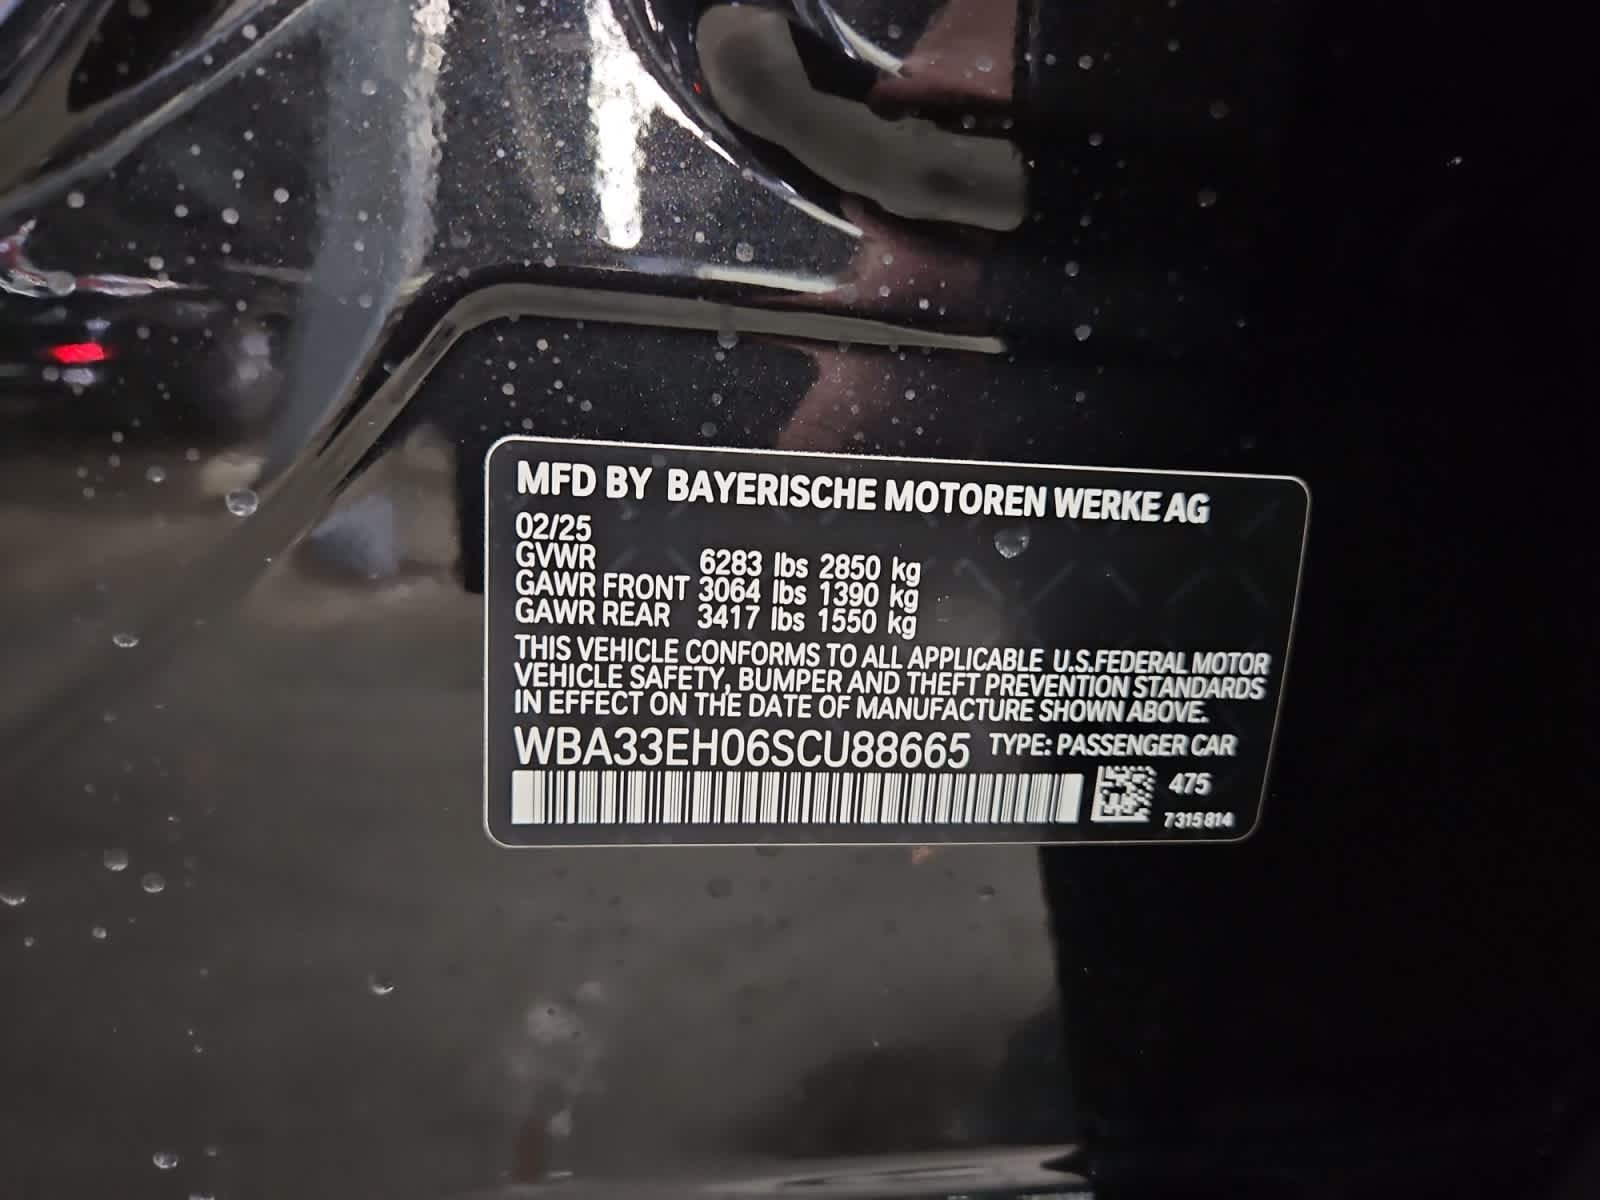 MFD BY BAYERISCHE MOTOREN WERKE AG
02/25
GVWR 6283 lbs 2850 kg
GAWR FRONT 3064 lbs 1390 kg
GAWR REAR 3417 lbs 1550 kg
THIS VEHICLE CONFORMS TO ALL APPLICABLE U.S.FEDERAL MOTOR
VEHICLE SAFETY, BUMPER AND THEFT PREVENTION STANDARDS
IN EFFECT ON THE DATE OF MANUFACTURE SHOWN ABOVE.
WBA33EH06SCU88665 TYPE: PASSENGER CAR
475
7315814